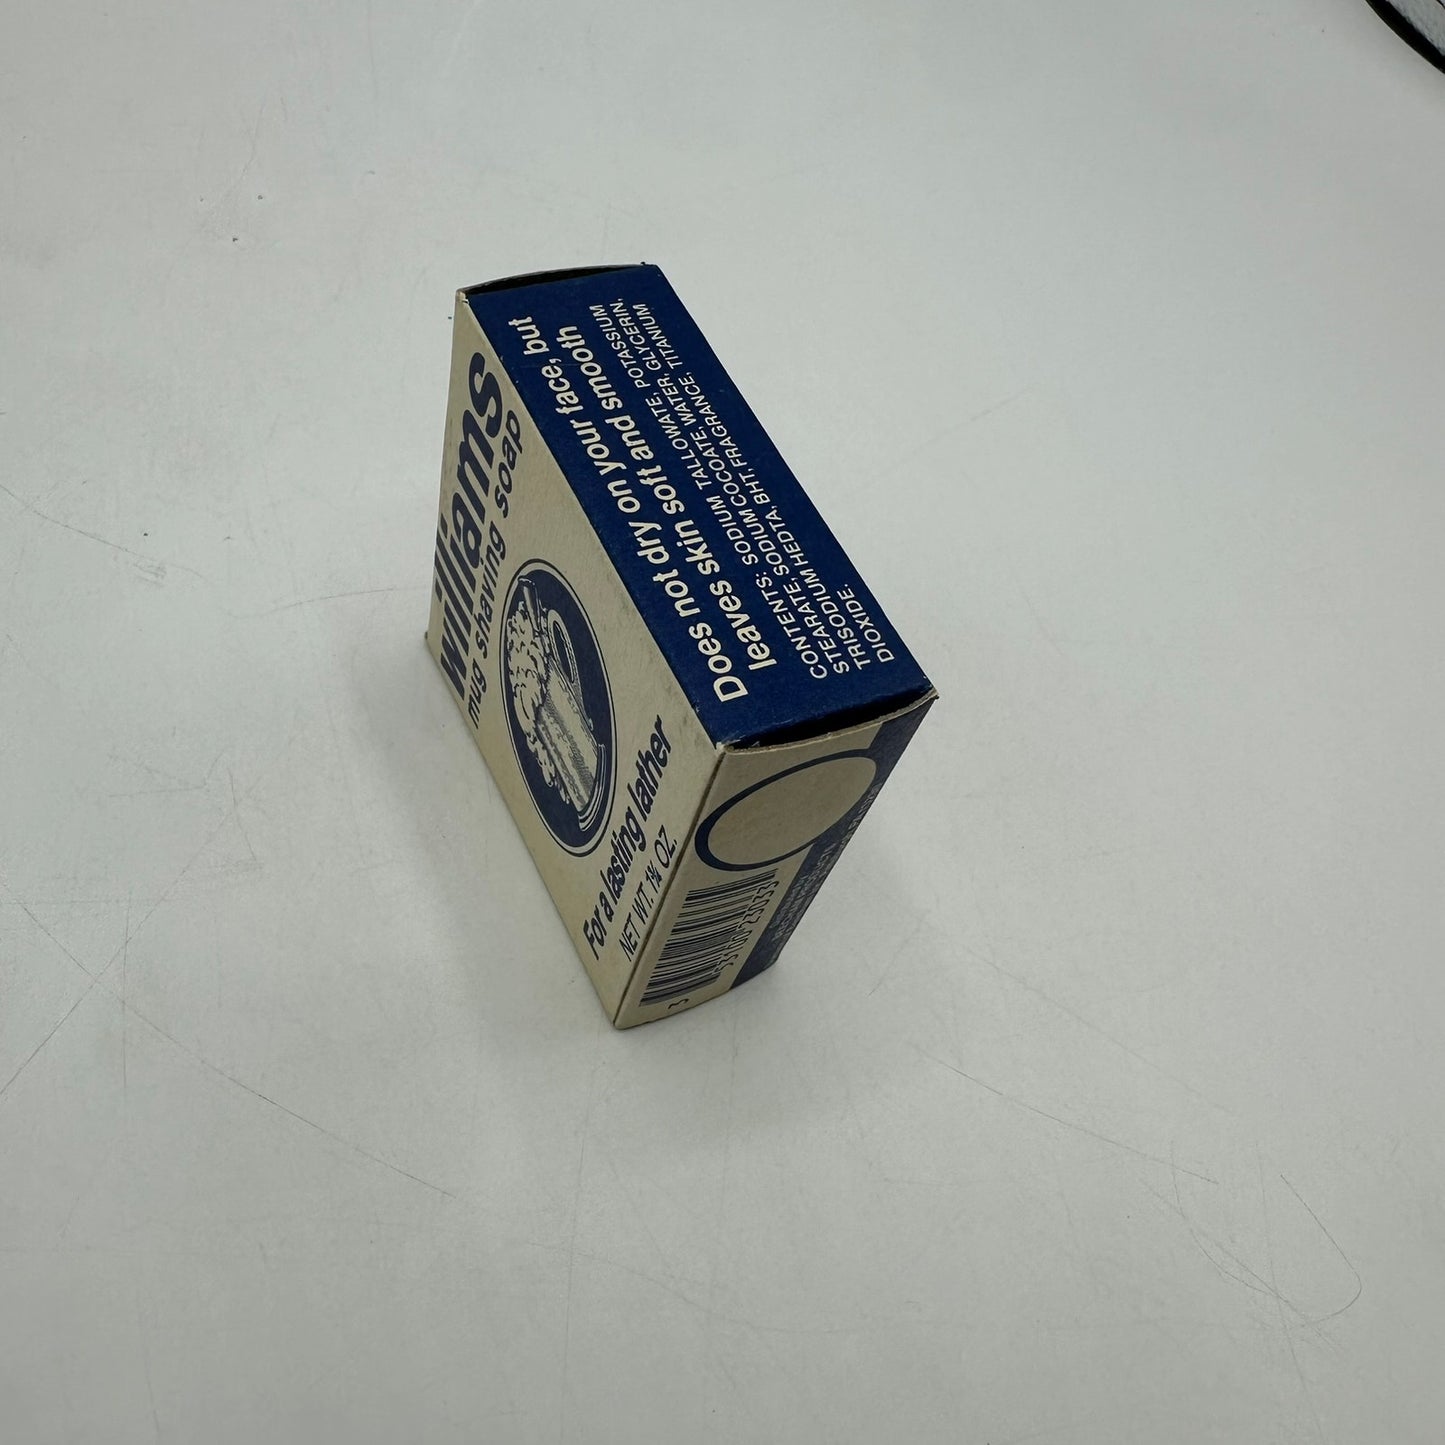 williams
mug shaving soap
For a lasting lather
NET WT. 1¾ OZ.
Does not dry on your face, but
leaves skin soft and smooth
CONTENTS: SODIUM TALLOWATE, POTASSIUM
STEARATE, SODIUM COCOATE, WATER, GLYCERIN,
TRISODIUM HEDTA, BHT, FRAGRANCE, TITANIUM
DIOXIDE.
3
23033